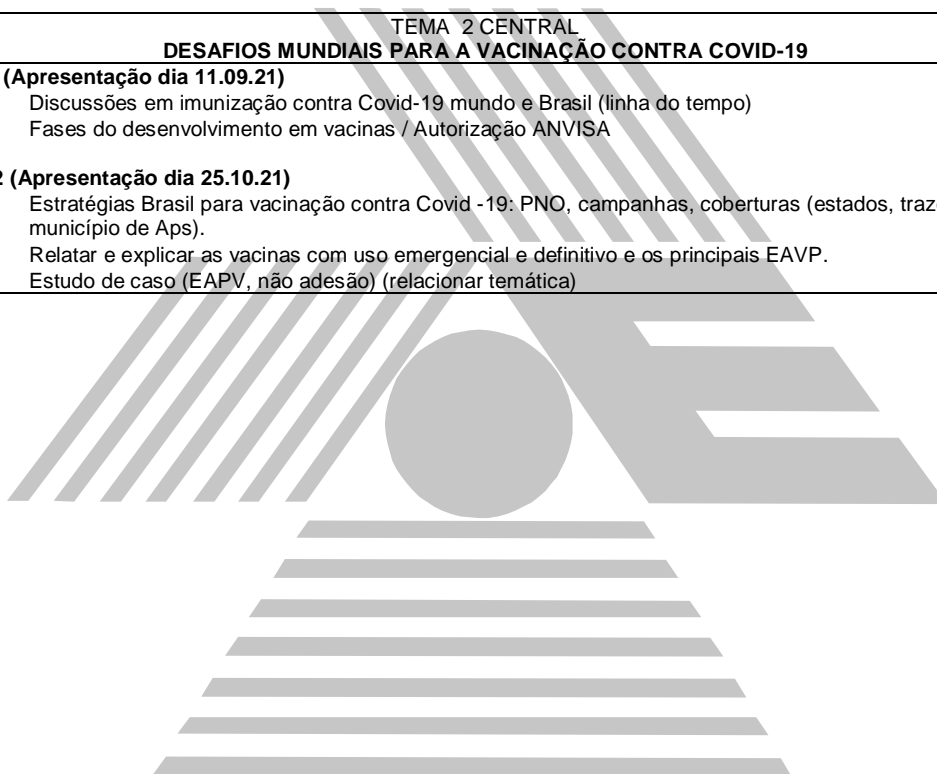 TEMA 2 CENTRAL
DESAFIOS MUNDIAIS PARA A VACINAÇÃO CONTRA COVID-19
(Apresentação dia 11.09.21)
Discussões em imunização contra Covid-19 mundo e Brasil (linha do tempo)
Fases do desenvolvimento em vacinas / Autorização ANVISA
2 (Apresentação dia 25.10.21)
Estratégias Brasil para vacinação contra Covid -19: PNO, campanhas, coberturas (estados,
município de Aps).
Relatar e explicar as vacinas com uso emergencial e definitivo e os principais EAVP.
Estudo de caso (EAPV, não adesão) (relacionar temática)